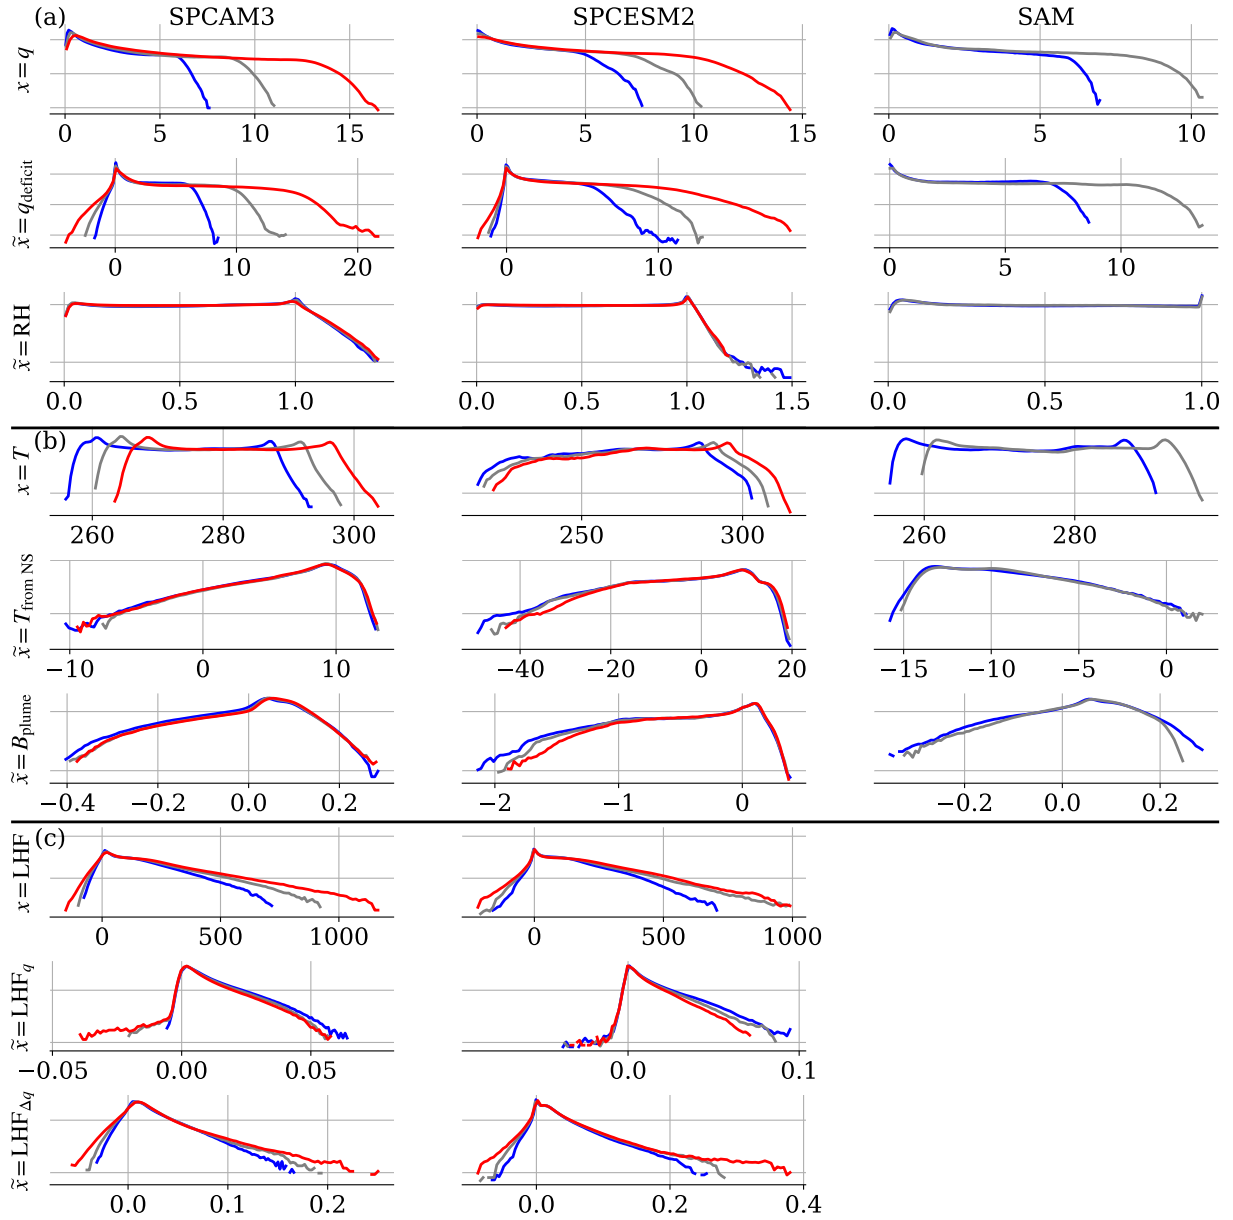 (a) SPCAM3 SPCESM2 SAM
x = q
0 5 10 15 0 5 10 15 0 5 10
x̃ = q_deficit
0 10 20 0 10 0 5 10
x̃ = RH
0.0 0.5 1.0 0.0 0.5 1.0 1.5 0.0 0.5 1.0
(b)
x = T
260 280 300 250 300 260 280
x̃ = T_from NS
−10 0 10 −40 −20 0 20 −15 −10 −5 0
x̃ = B_plume
−0.4 −0.2 0.0 0.2 −2 −1 0 −0.2 0.0 0.2
(c)
x = LHF
0 500 1000 0 500 1000
x̃ = LHF_q
−0.05 0.00 0.05 0.0 0.1
x̃ = LHF_Δq
0.0 0.1 0.2 0.0 0.2 0.4